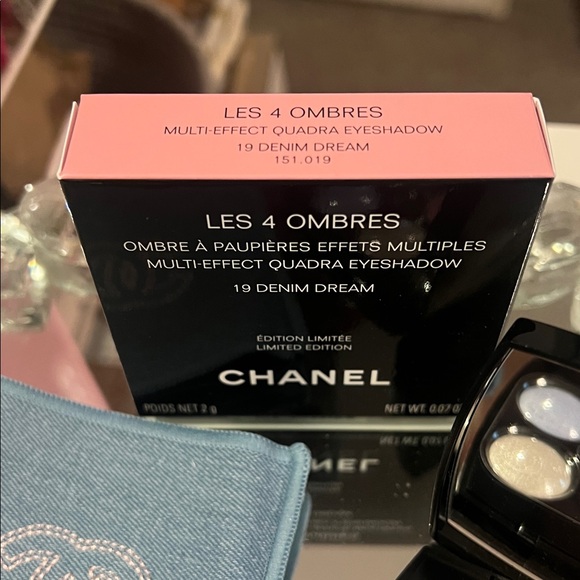 LES 4 OMBRES
MULTI-EFFECT QUADRA EYESHADOW
19 DENIM DREAM
151.019
LES 4 OMBRES
OMBRE À PAUPIÈRES EFFETS MULTIPLES
MULTI-EFFECT QUADRA EYESHADOW
19 DENIM DREAM
ÉDITION LIMITÉE
LIMITED EDITION
CHANEL
POIDS NET 2 g
NET WT. 0.07